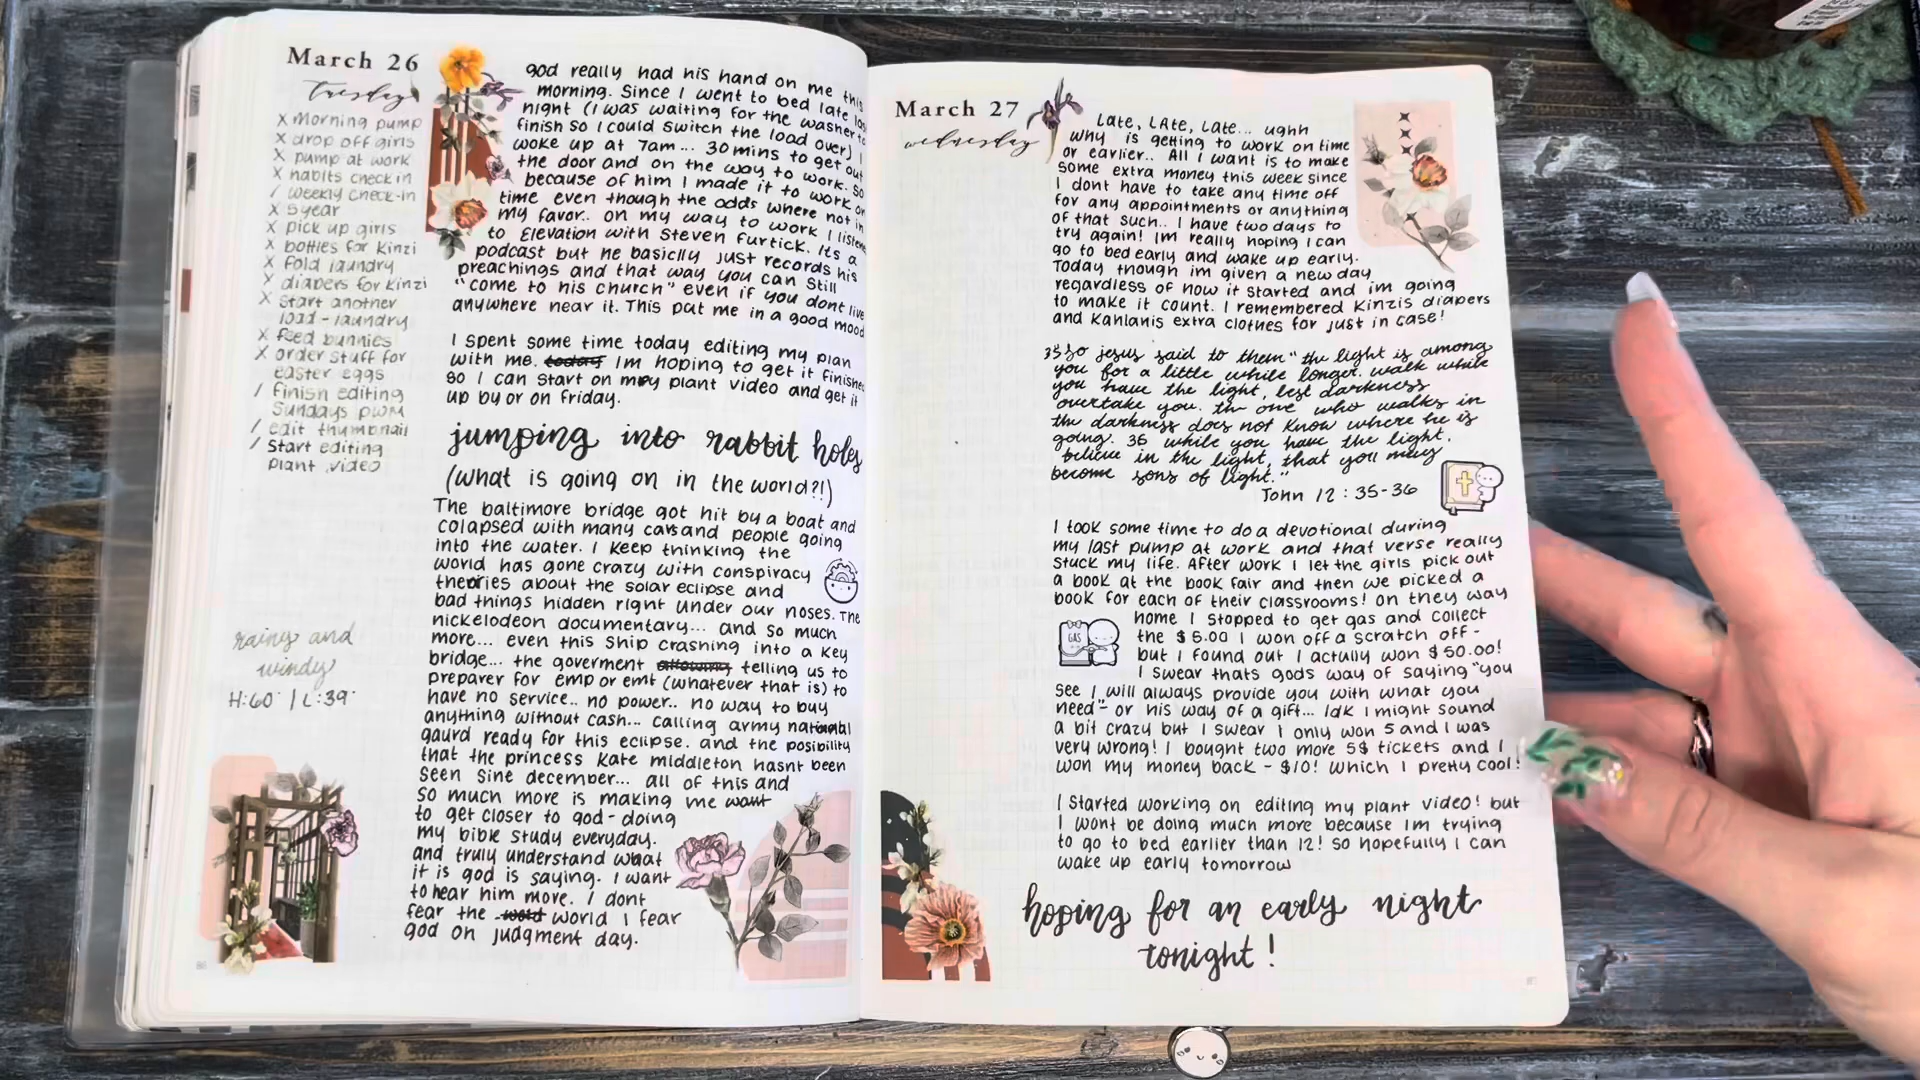 March 26
tuesday
X morning pump
X drop off girls
X pump at work
X habits check in
/ weekly check-in
X 5 year
X pick up girls
X bottles for kinzi
X fold laundry
X diapers for kinzi
X start another
load - laundry
X feed bunnies
X order stuff for
easter eggs
/ finish editing
Sundays pwm
/ edit thumbnail
/ start editing
plant video
rainy and
windy
H:60° | L:39°
god really had his hand on me this
morning. Since I went to bed late
night (I was waiting for the washer to
finish so I could switch the load over) I
woke up at 7am... 30 mins to get out
the door and on the way to work. So
because of him I made it to work on
time even though the odds where not in
my favor.. on my way to work I listen
to Elevation with Steven Furtick. Its a
podcast but he basiclly just records his
preachings and that way you can still
"come to his church" even if you dont live
anywhere near it. This put me in a good mood
I spent some time today editing my plan
with me. today Im hoping to get it finished
so I can start on my plant video and get it
up by or on friday.
jumping into rabbit holes
(what is going on in the world?!)
The baltimore bridge got hit by a boat and
colapsed with many cars and people going
into the water. I keep thinking the
world has gone crazy with conspiracy
theories about the solar eclipse and
bad things hidden right under our noses. The
nickelodeon documentary... and so much
more... even this ship crashing into a key
bridge... the goverment allowing telling us to
preparer for emp or emt (whatever that is) to
have no service.. no power.. no way to buy
anything without cash... calling army national
gaurd ready for this eclipse. and the posibility
that the princess Kate middleton hasnt been
seen sine december... all of this and
so much more is making me want
to get closer to god - doing
my bible study everyday.
and truly understand what
it is god is saying. I want
to hear him more. I dont
fear the world I fear
god on judgment day.
86
March 27
wednesday
Late, LAte, Late... ughh
why is getting to work on time
or earlier.. All I want is to make
some extra money this week since
I dont have to take any time off
for any appointments or anything
of that such.. I have two days to
try again! Im really hoping I can
go to bed early and wake up early.
Today though im given a new day
regardless of how it started and im going
to make it count. I remembered Kinzis diapers
and Kahlanis extra clothes for just in case!
35 So jesus said to them "the light is among
you for a little while longer. walk while
you have the light, lest darkness
overtake you. the one who walks in
the darkness does not know where he is
going. 36 while you have the light.
believe in the light, that you may
become sons of light."
John 12 : 35-36
I took some time to do a devotional during
my last pump at work and that verse really
stuck my life. After work I let the girls pick out
a book at the book fair and then we picked a
book for each of their classrooms! on they way
home I stopped to get gas and collect
the $5.00 I won off a scratch off -
but I found out I actully won $50.00!
I swear thats gods way of saying "you
see I will always provide you with what you
need" - or his way of a gift... Idk I might sound
a bit crazy but I swear I only won 5 and I was
very wrong! I bought two more 5$ tickets and I
won my money back - $10! which I pretty cool!
GAS
I started working on editing my plant video! but
I wont be doing much more because Im trying
to go to bed earlier than 12! so hopefully I can
wake up early tomorrow
hoping for an early night
tonight!